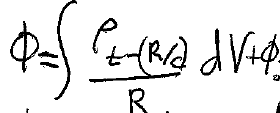 ϕ = ∫ ρ_{t-(R/c)} / R dV + ϕ₀